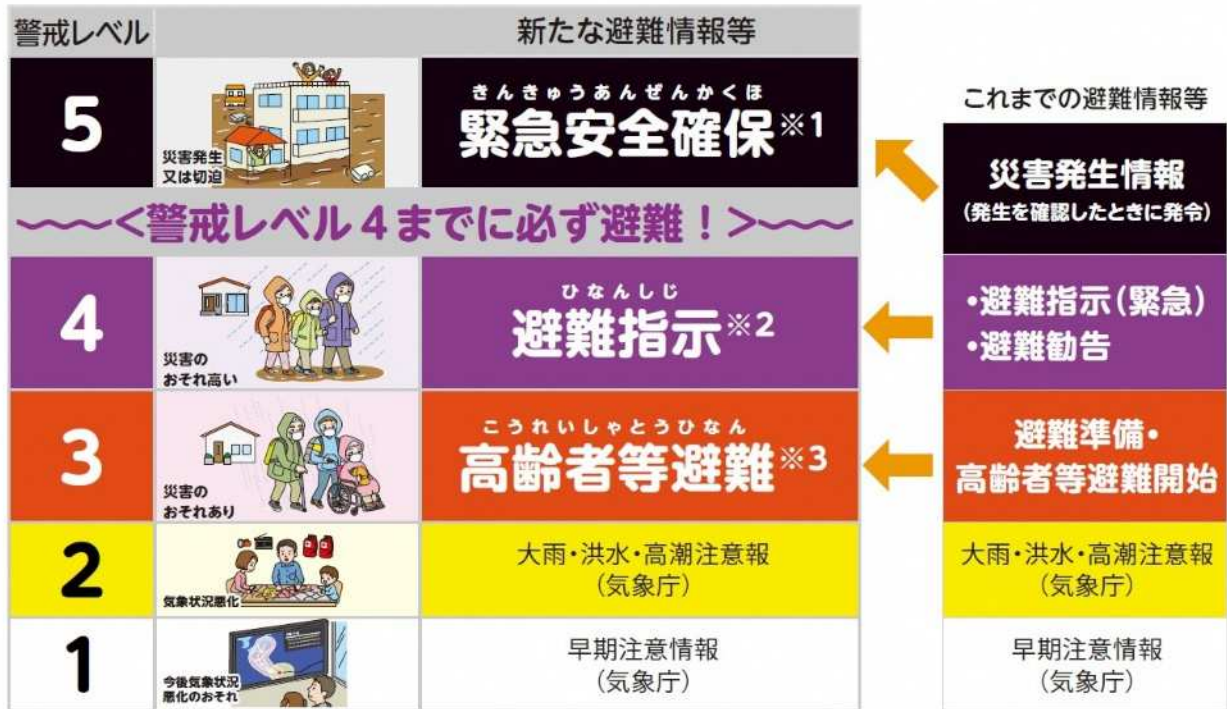 警戒レベル
新たな避難情報等
5
災害発生
又は切迫
きんきゅうあんぜんかくほ
緊急安全確保※1
～～～<警戒レベル4までに必ず避難！>～～～
4
災害の
おそれ高い
ひなんしじ
避難指示※2
3
災害の
おそれあり
こうれいしゃとうひなん
高齢者等避難※3
2
気象状況悪化
大雨・洪水・高潮注意報
(気象庁)
1
今後気象状況
悪化のおそれ
早期注意情報
(気象庁)
これまでの避難情報等
災害発生情報
(発生を確認したときに発令)
・避難指示(緊急)
・避難勧告
避難準備・
高齢者等避難開始
大雨・洪水・高潮注意報
(気象庁)
早期注意情報
(気象庁)